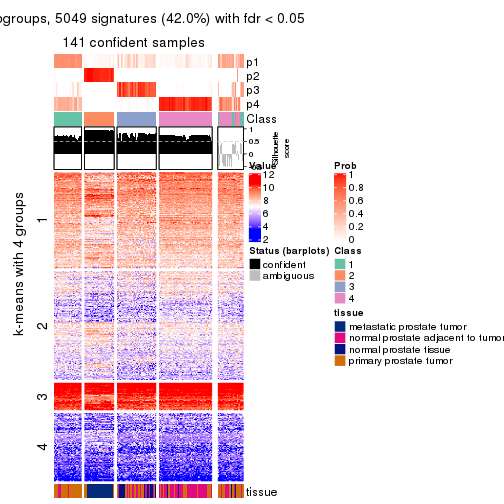 ogroups, 5049 signatures (42.0%) with fdr < 0.05
141 confident samples
p1
p2
p3
p4
Class
1
0.5
0
Silhouette
score
k-means with 4 groups
1
2
3
4
tissue
Value
12
10
8
6
4
2
Status (barplots)
confident
ambiguous
Prob
1
0.8
0.6
0.4
0.2
0
Class
1
2
3
4
tissue
metastatic prostate tumor
normal prostate adjacent to tumor
normal prostate tissue
primary prostate tumor